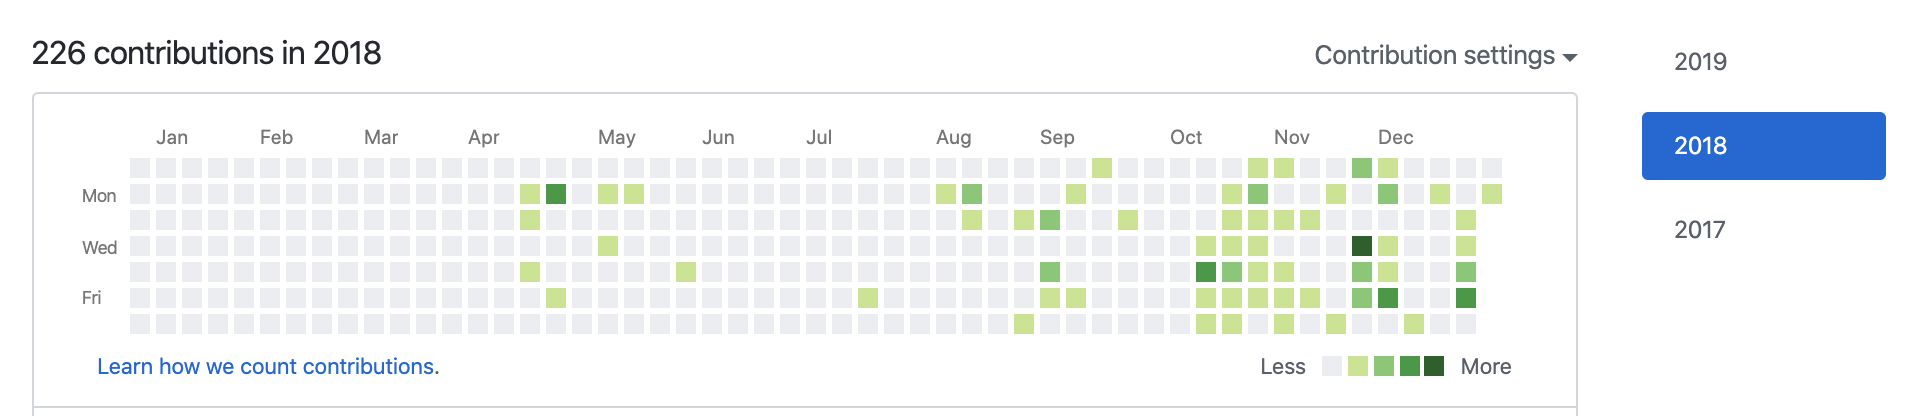 226 contributions in 2018
Contribution settings
2019
2018
2017
Jan Feb Mar Apr May Jun Jul Aug Sep Oct Nov Dec
Mon
Wed
Fri
Learn how we count contributions.
Less More